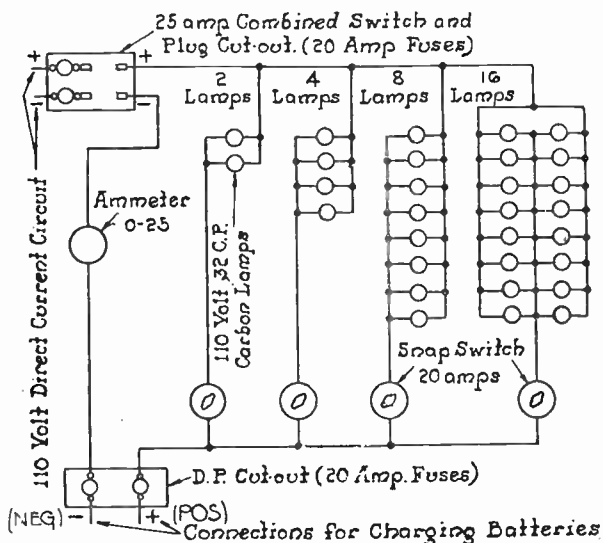 25 amp Combined Switch and
Plug Cut-out. (20 Amp Fuses)
+ +
- -
2
Lamps
4
Lamps
8
Lamps
16
Lamps
Ammeter
0-25
110 Volt 32 C.P.
Carbon Lamps
110 Volt Direct Current Circuit
Snap Switch
20 amps
D.P. Cut-out (20 Amp. Fuses)
(NEG) - + (POS)
Connections for Charging Batteries